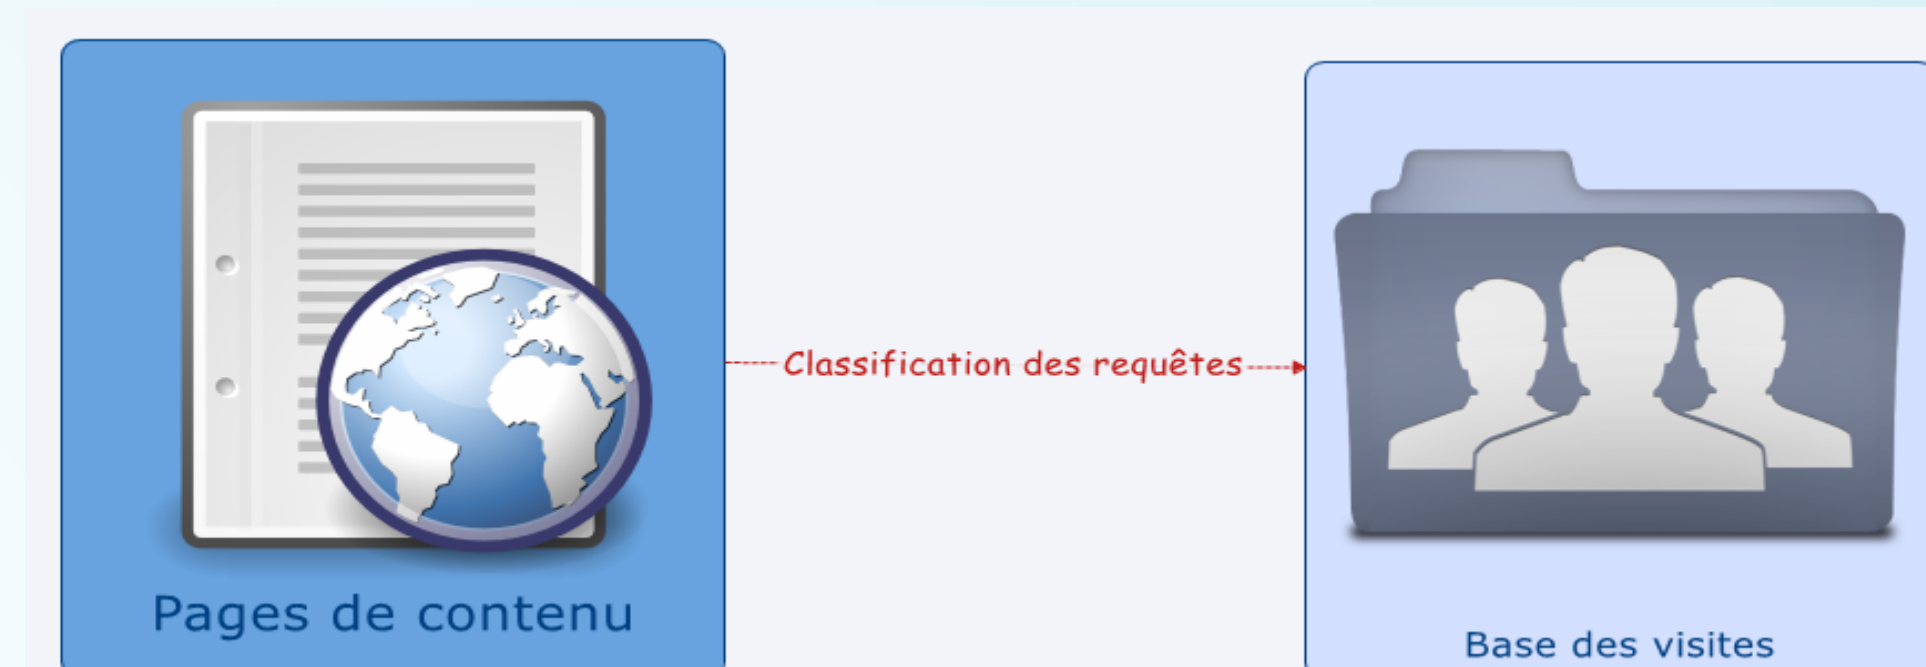 Classification des requêtes
Pages de contenu
Base des visites